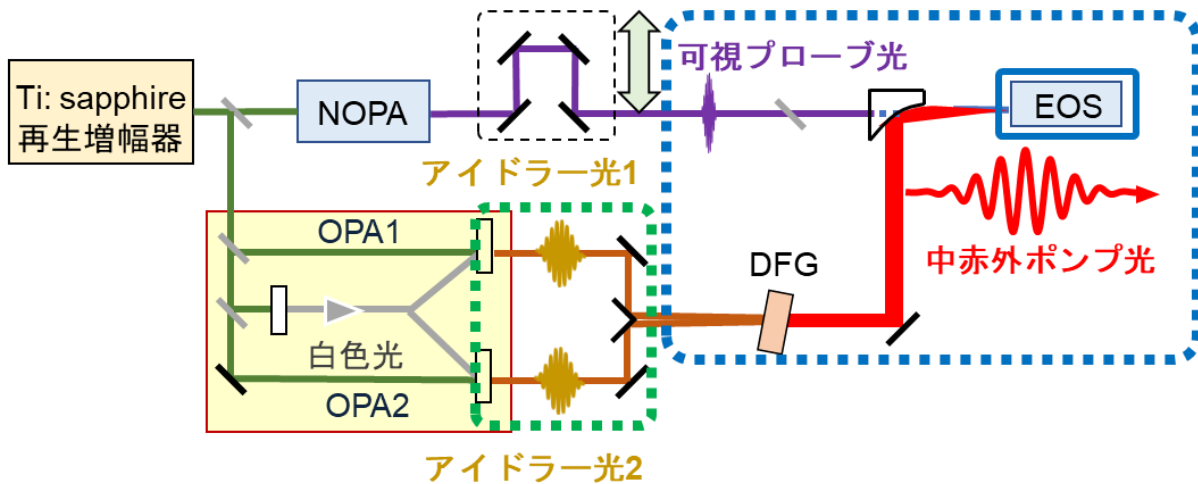 Ti: sapphire
再生増幅器
NOPA
可視プローブ光
EOS
アイドラー光1
OPA1
白色光
OPA2
アイドラー光2
DFG
中赤外ポンプ光